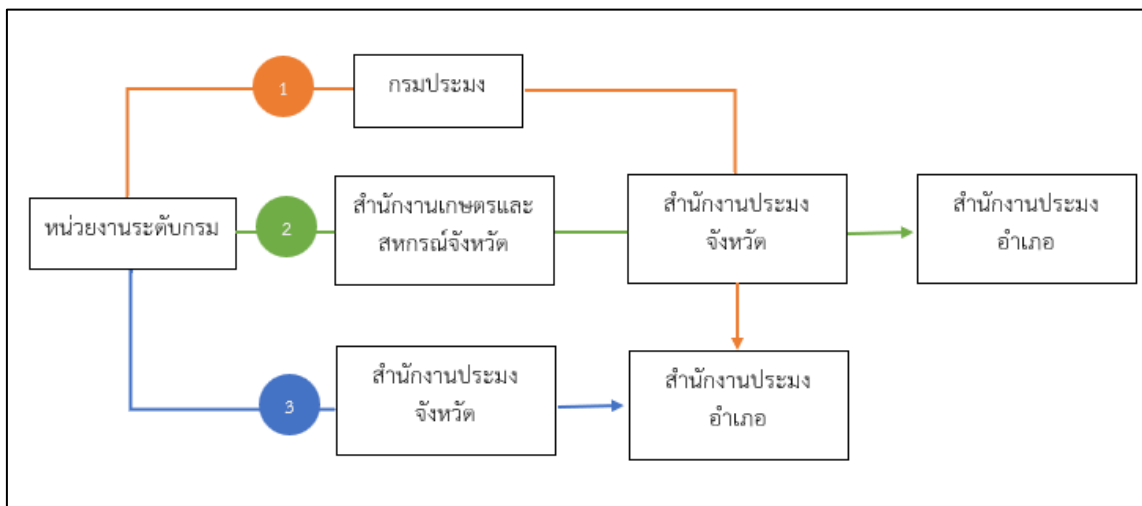 1
กรมประมง
หน่วยงานระดับกรม
2
สำนักงานเกษตรและ
สหกรณ์จังหวัด
สำนักงานประมง
จังหวัด
สำนักงานประมง
อำเภอ
3
สำนักงานประมง
จังหวัด
สำนักงานประมง
อำเภอ